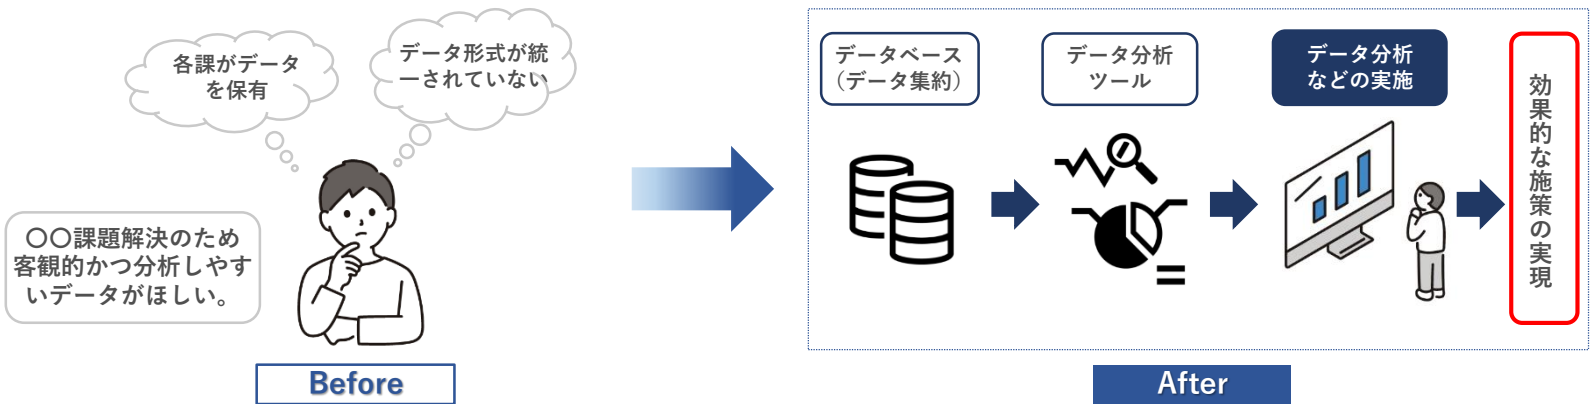 各課がデータ
を保有
データ形式が統
一されていない
〇〇課題解決のため
客観的かつ分析しやす
いデータがほしい。
Before
データベース
（データ集約）
データ分析
ツール
データ分析
などの実施
効果的な施策の実現
After